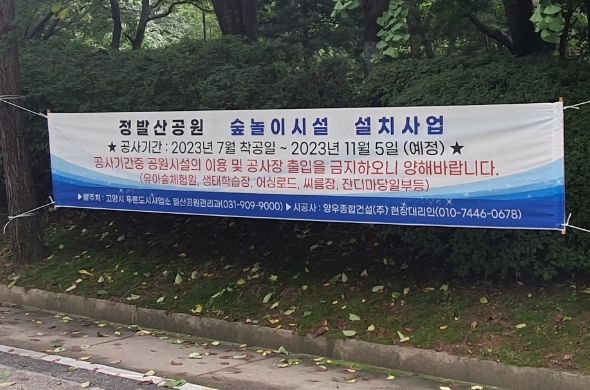 정발산공원 숲놀이시설 설치사업
★ 공사기간 : 2023년 7월 착공일 ~ 2023년 11월 5일 (예정) ★
공사기간중 공원시설의 이용 및 공사장 출입을 금지하오니 양해바랍니다.
(유아숲체험원, 생태학습장, 어싱로드, 씨름장, 잔디마당일부등)
▶발주처 : 고양시 푸른도시사업소 일산공원관리과(031-909-9000) ▶시공사 : 양우종합건설(주) 현장대리인(010-7446-0678)